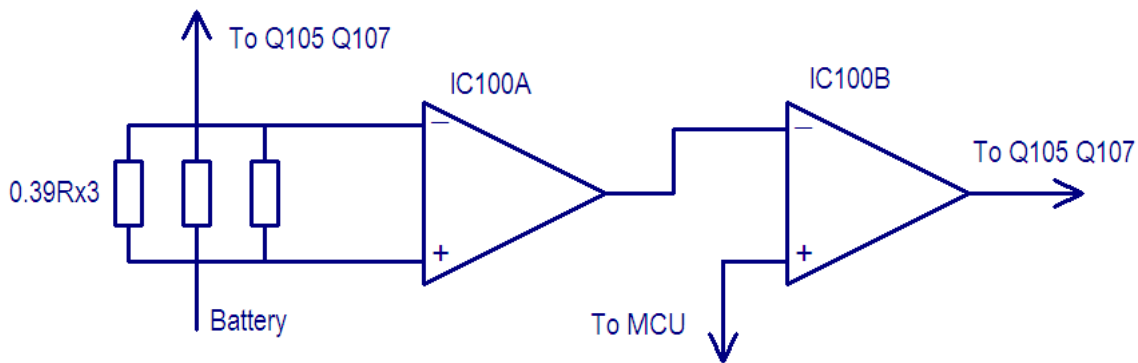 To Q105 Q107
IC100A
IC100B
−
−
To Q105 Q107
0.39Rx3
+
+
Battery
To MCU